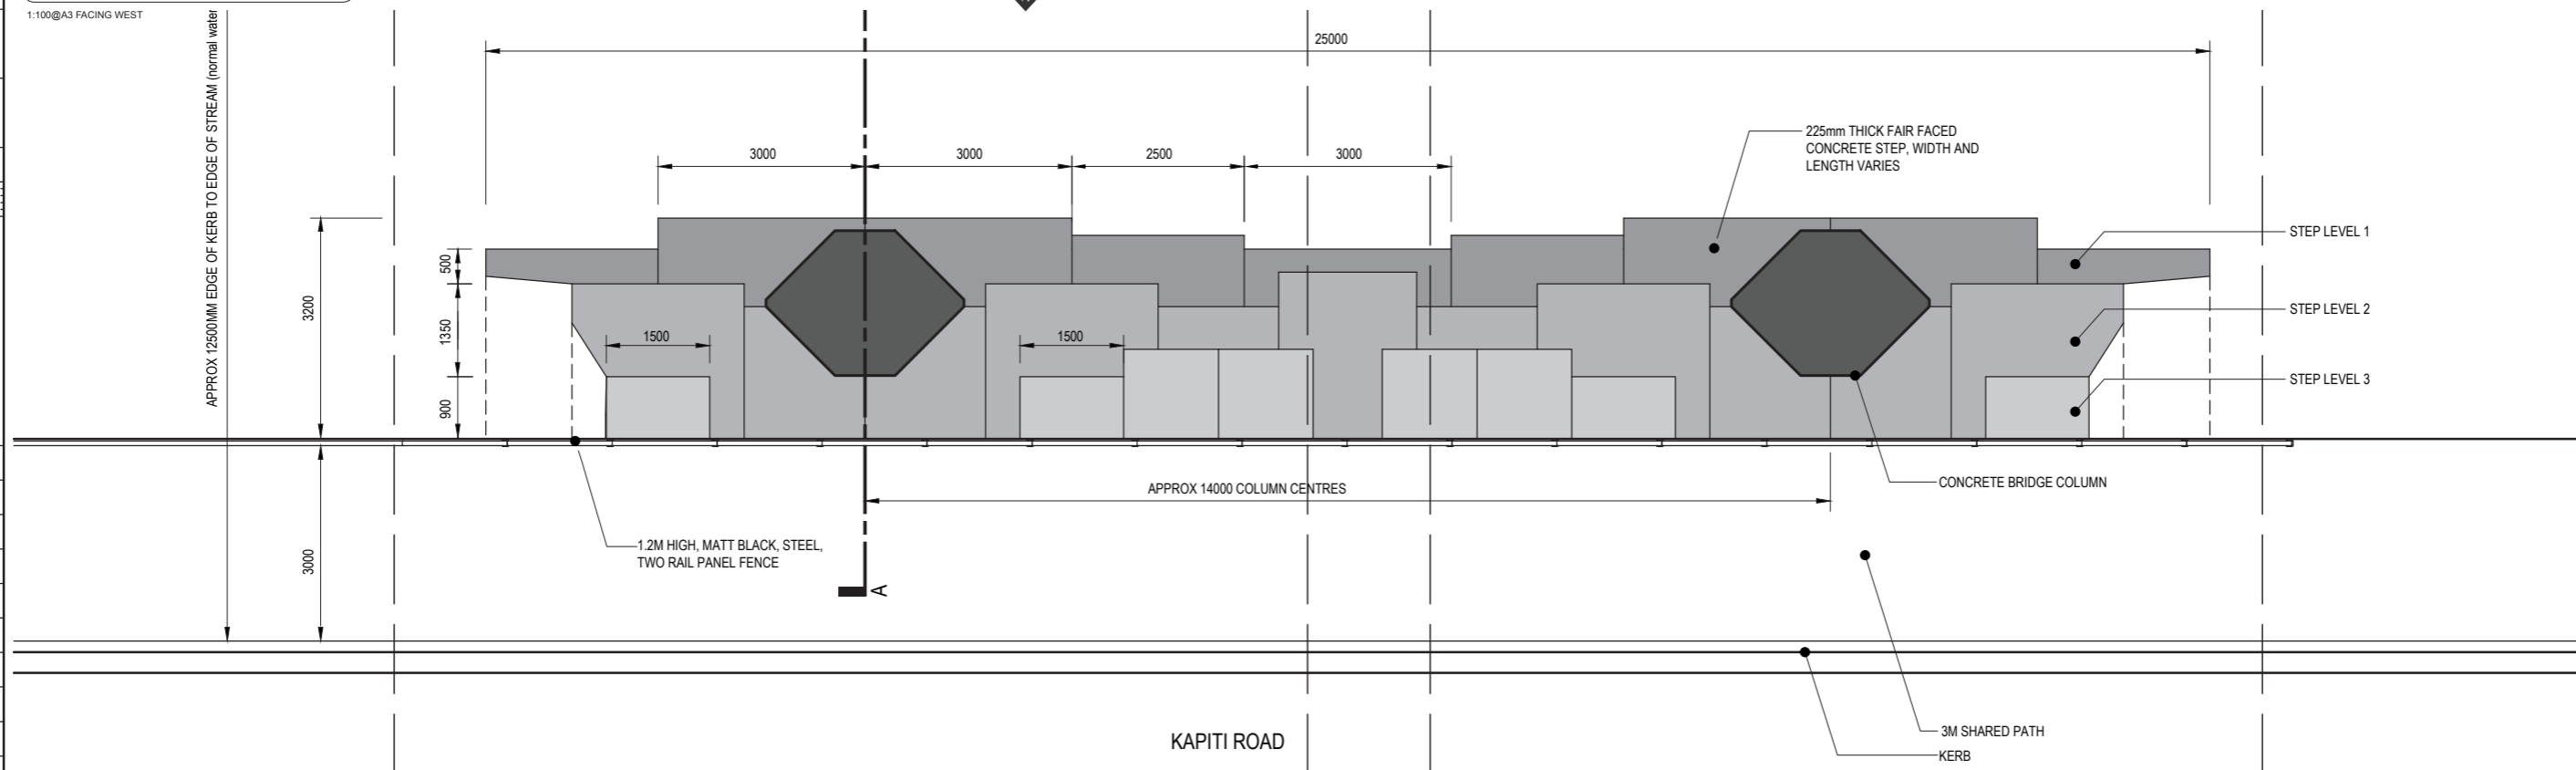 1:100@A3 FACING WEST
APPROX 12500MM EDGE OF KERB TO EDGE OF STREAM (normal water
25000
3000
3000
2500
3000
225mm THICK FAIR FACED
CONCRETE STEP, WIDTH AND
LENGTH VARIES
STEP LEVEL 1
500
3200
1350
STEP LEVEL 2
1500
1500
STEP LEVEL 3
900
APPROX 14000 COLUMN CENTRES
CONCRETE BRIDGE COLUMN
1.2M HIGH, MATT BLACK, STEEL,
TWO RAIL PANEL FENCE
3000
A
3M SHARED PATH
KAPITI ROAD
KERB